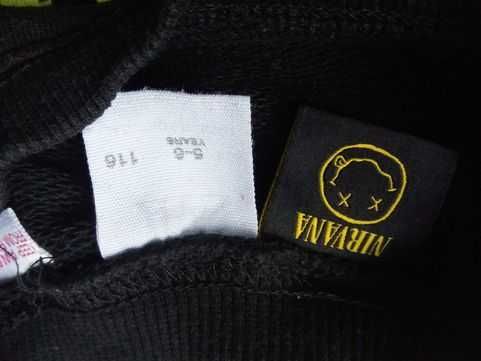 5-6
YEARS
116
NIRVANA